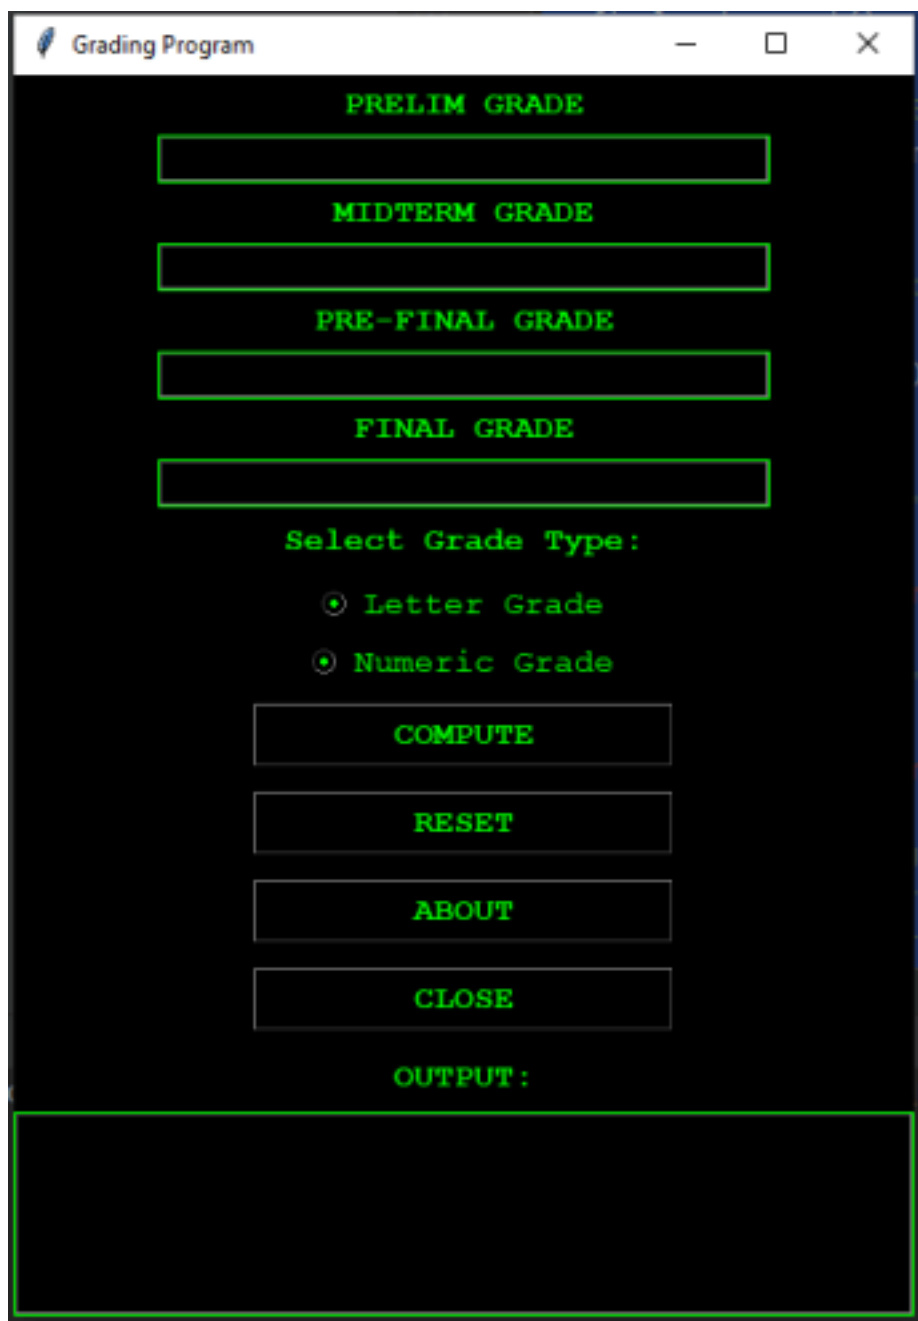 Grading Program
PRELIM GRADE
MIDTERM GRADE
PRE-FINAL GRADE
FINAL GRADE
Select Grade Type:
Letter Grade
Numeric Grade
COMPUTE
RESET
ABOUT
CLOSE
OUTPUT: